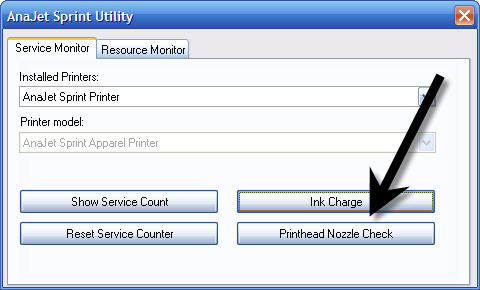 AnaJet Sprint Utility
Service Monitor
Resource Monitor
Installed Printers:
AnaJet Sprint Printer
Printer model:
AnaJet Sprint Apparel Printer
Show Service Count
Ink Charge
Reset Service Counter
Printhead Nozzle Check